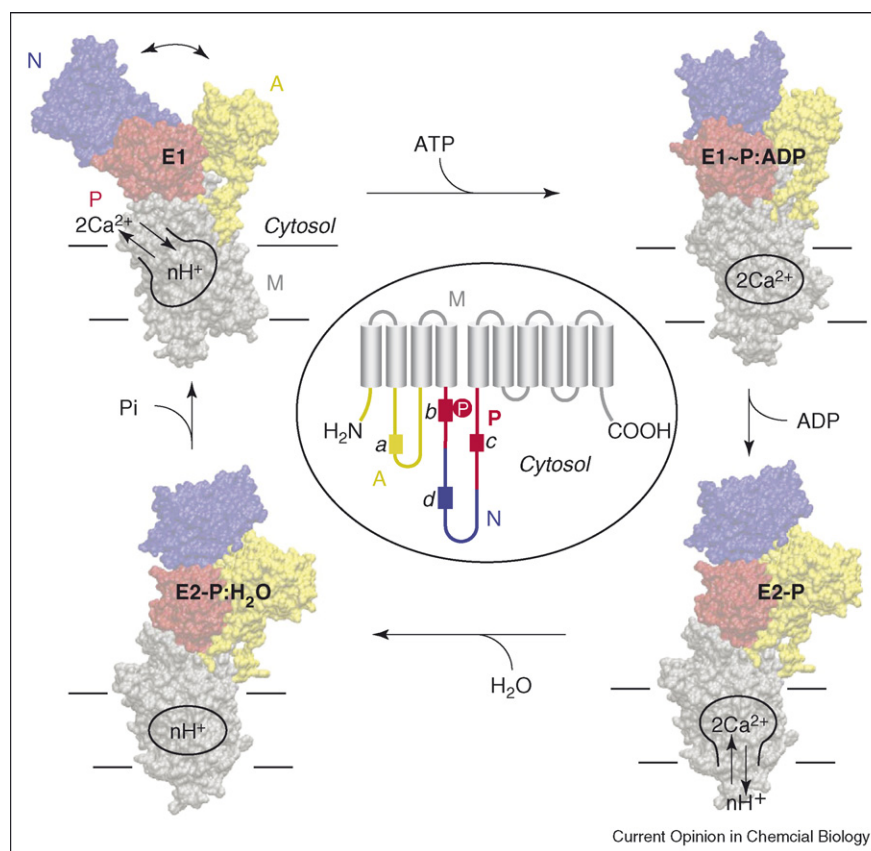 N
A
E1
ATP
E1~P:ADP
P
2Ca²⁺
Cytosol
nH⁺
M
2Ca²⁺
M
Pi
b
P
P
ADP
H₂N
a
c
COOH
A
Cytosol
d
N
E2-P:H₂O
E2-P
H₂O
nH⁺
2Ca²⁺
nH⁺
Current Opinion in Chemcial Biology